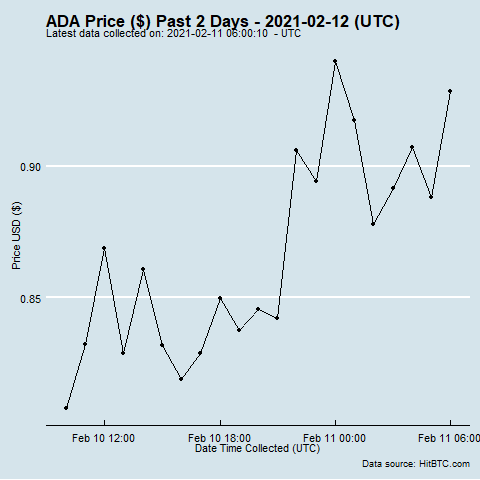 ADA Price ($) Past 2 Days - 2021-02-12 (UTC)
Latest data collected on: 2021-02-11 06:00:10  - UTC
0.90
Price USD ($)
0.85
Feb 10 12:00 Feb 10 18:00 Feb 11 00:00 Feb 11 06:00
Date Time Collected (UTC)
Data source: HitBTC.com